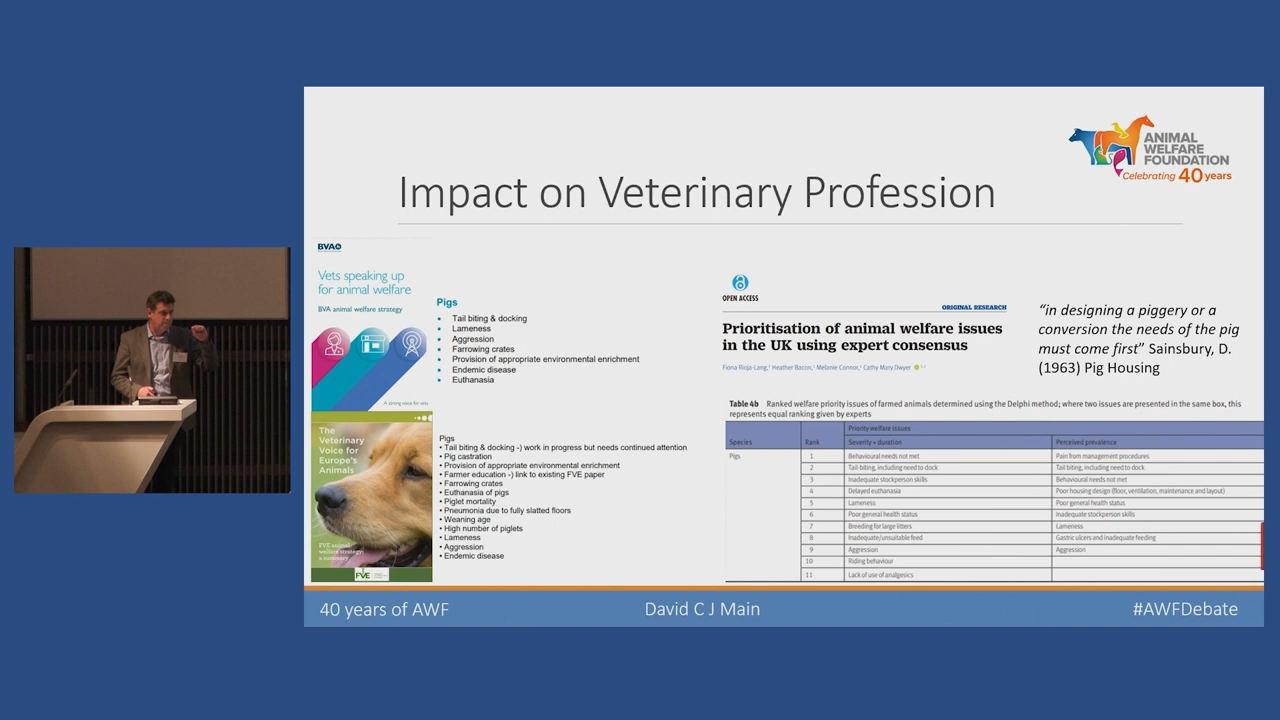 ANIMAL
WELFARE
FOUNDATION
Celebrating 40 years
Impact on Veterinary Profession
BVA
Vets speaking up
for animal welfare
BVA animal welfare strategy
A strong voice for vets
Pigs
• Tail biting & docking
• Lameness
• Aggression
• Farrowing crates
• Provision of appropriate environmental enrichment
• Endemic disease
• Euthanasia
The
Veterinary
Voice for
Europe's
Animals
FVE animal
welfare strategy:
a summary
FVE
Pigs
• Tail biting & docking -) work in progress but needs continued attention
• Pig castration
• Provision of appropriate environmental enrichment
• Farmer education -) link to existing FVE paper
• Farrowing crates
• Euthanasia of pigs
• Piglet mortality
• Pneumonia due to fully slatted floors
• Weaning age
• High number of piglets
• Lameness
• Aggression
• Endemic disease
OPEN ACCESS
ORIGINAL RESEARCH
Prioritisation of animal welfare issues
in the UK using expert consensus
Fiona Rioja-Lang, Heather Bacon, Melanie Connor, Cathy Mary Dwyer
“in designing a piggery or a
conversion the needs of the pig
must come first” Sainsbury, D.
(1963) Pig Housing
Table 4b Ranked welfare priority issues of farmed animals determined using the Delphi method; where two issues are presented in the same box, this
represents equal ranking given by experts
Priority welfare issues
Species Rank Severity + duration Perceived prevalence
Pigs 1 Behavioural needs not met Pain from management procedures
2 Tail-biting, including need to dock Tail biting, including need to dock
3 Inadequate stockperson skills Behavioural needs not met
4 Delayed euthanasia Poor housing design (floor, ventilation, maintenance and layout)
5 Lameness Poor general health status
6 Poor general health status Inadequate stockperson skills
7 Breeding for large litters Lameness
8 Inadequate/unsuitable feed Gastric ulcers and inadequate feeding
9 Aggression Aggression
10 Riding behaviour
11 Lack of use of analgesics
40 years of AWF David C J Main #AWFDebate